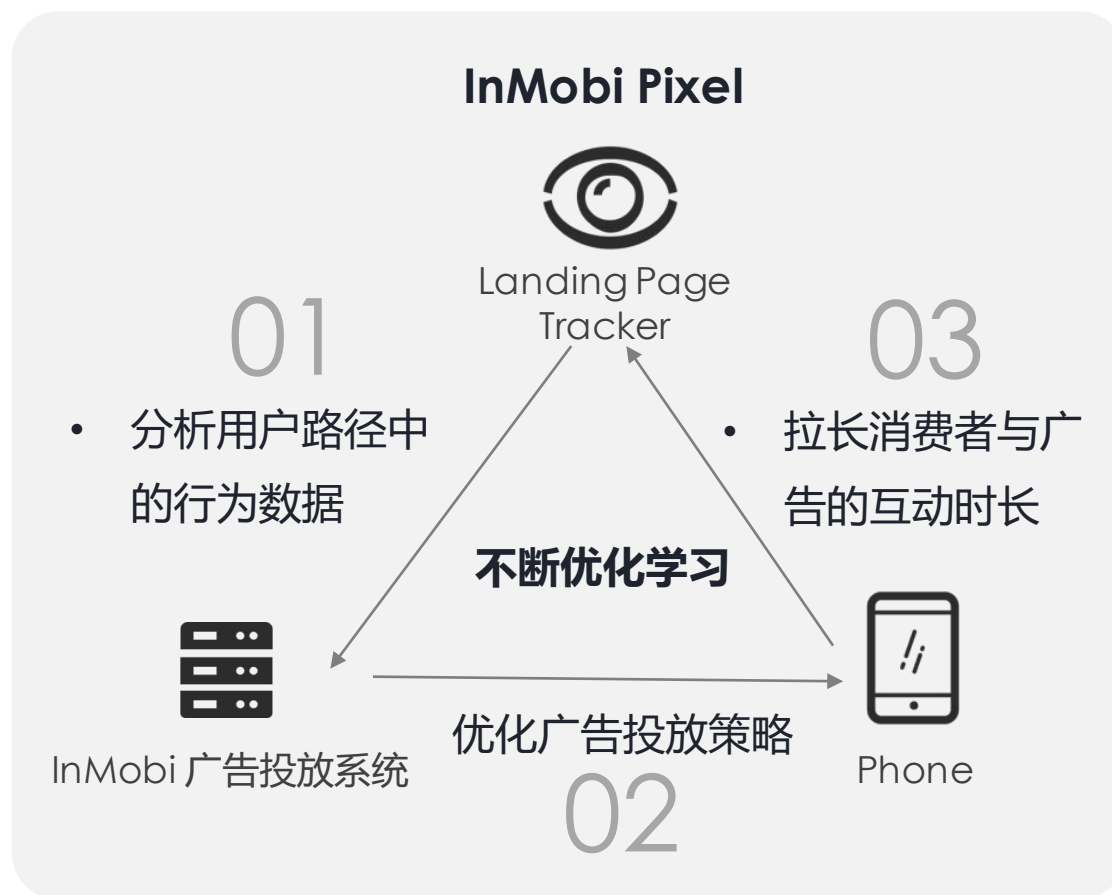 InMobi Pixel
Landing Page
Tracker
01
• 分析用户路径中
的行为数据
03
• 拉长消费者与广
告的互动时长
不断优化学习
优化广告投放策略
02
InMobi 广告投放系统
Phone